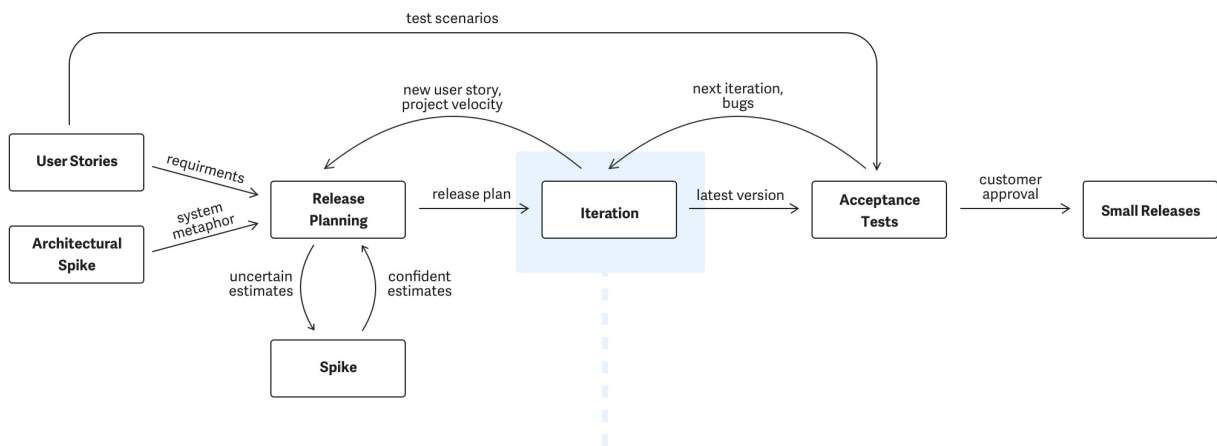 test scenarios
new user story,
project velocity
next iteration,
bugs
User Stories
requirments
Release
Planning
release plan
Iteration
latest version
Acceptance
Tests
customer
approval
Small Releases
system
metaphor
Architectural
Spike
uncertain
estimates
confident
estimates
Spike